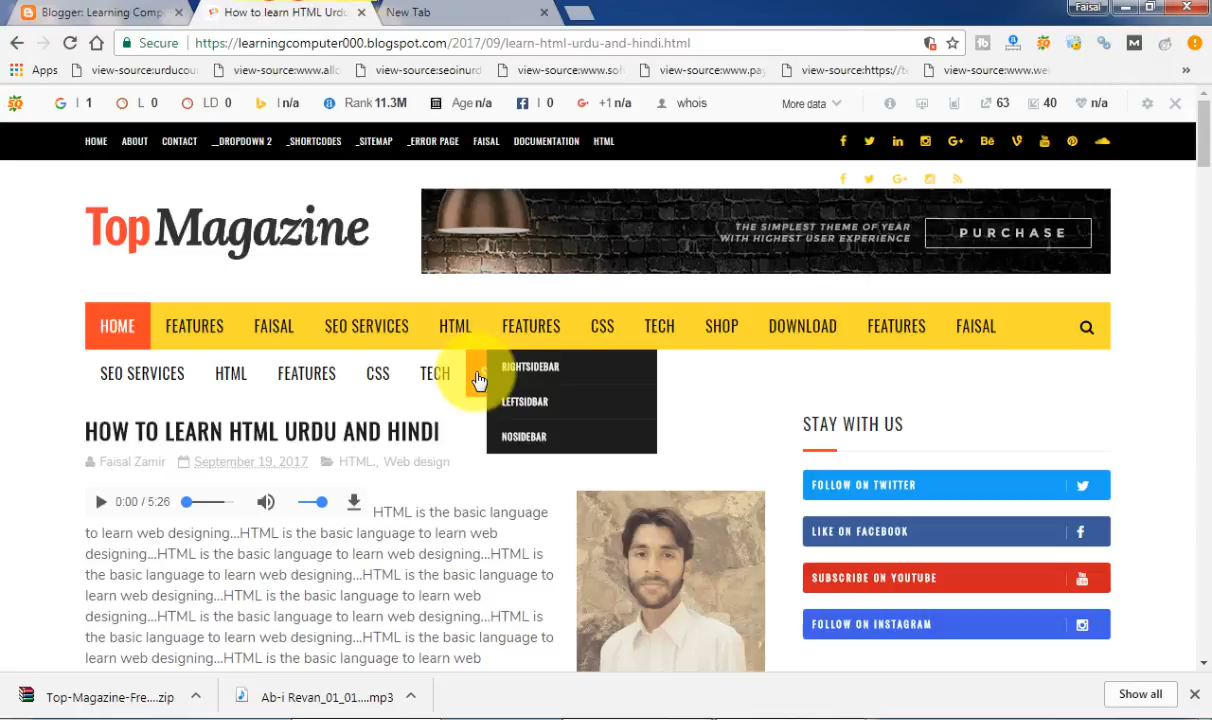 Blogger: Learning Comp
How to learn HTML Urdu
New Tab
Faisal
Secure
https://learningcomputer000.blogspot.com/2017/09/learn-html-urdu-and-hindi.html
Apps
view-source:urducou
view-source:www.allo
view-source:seoinurd
view-source:www.soh
view-source:www.pay
view-source:https://t
view-source:www.we
I 1
L 0
LD 0
I n/a
Rank 11.3M
Age n/a
I 0
+1 n/a
whois
More data
63
40
n/a
HOME
ABOUT
CONTACT
__DROPDOWN 2
_SHORTCODES
_SITEMAP
_ERROR PAGE
FAISAL
DOCUMENTATION
HTML
TopMagazine
THE SIMPLEST THEME OF YEAR
WITH HIGHEST USER EXPERIENCE
PURCHASE
HOME
FEATURES
FAISAL
SEO SERVICES
HTML
FEATURES
CSS
TECH
SHOP
DOWNLOAD
FEATURES
FAISAL
SEO SERVICES
HTML
FEATURES
CSS
TECH
RIGHTSIDEBAR
LEFTSIDBAR
NOSIDEBAR
HOW TO LEARN HTML URDU AND HINDI
Faisal Zamir
September 19, 2017
HTML., Web design
0:00 / 5:26
HTML is the basic language
to learn web designing...HTML is the basic language to learn web
designing...HTML is the basic language to learn web designing...HTML is
the basic language to learn web designing...HTML is the basic
language to learn web designing...HTML is the basic language to learn web
designing...HTML is the basic language to learn web designing...HTML is
the basic language to learn web designing...HTML is the basic
language to learn web designing...HTML is the basic language to learn web
STAY WITH US
FOLLOW ON TWITTER
LIKE ON FACEBOOK
SUBSCRIBE ON YOUTUBE
FOLLOW ON INSTAGRAM
Top-Magazine-Fre....zip
Ab-i Revan_01_01...mp3
Show all